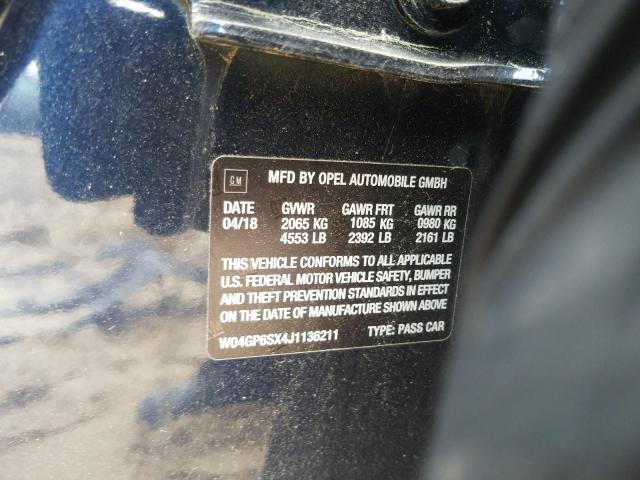 GM MFD BY OPEL AUTOMOBILE GMBH
DATE GVWR GAWR FRT GAWR RR
04/18 2065 KG 1085 KG 0980 KG
4553 LB 2392 LB 2161 LB
THIS VEHICLE CONFORMS TO ALL APPLICABLE
U.S. FEDERAL MOTOR VEHICLE SAFETY, BUMPER
AND THEFT PREVENTION STANDARDS IN EFFECT
ON THE DATE OF MANUFACTURE SHOWN ABOVE
W04GP6SX4J1136211 TYPE: PASS CAR